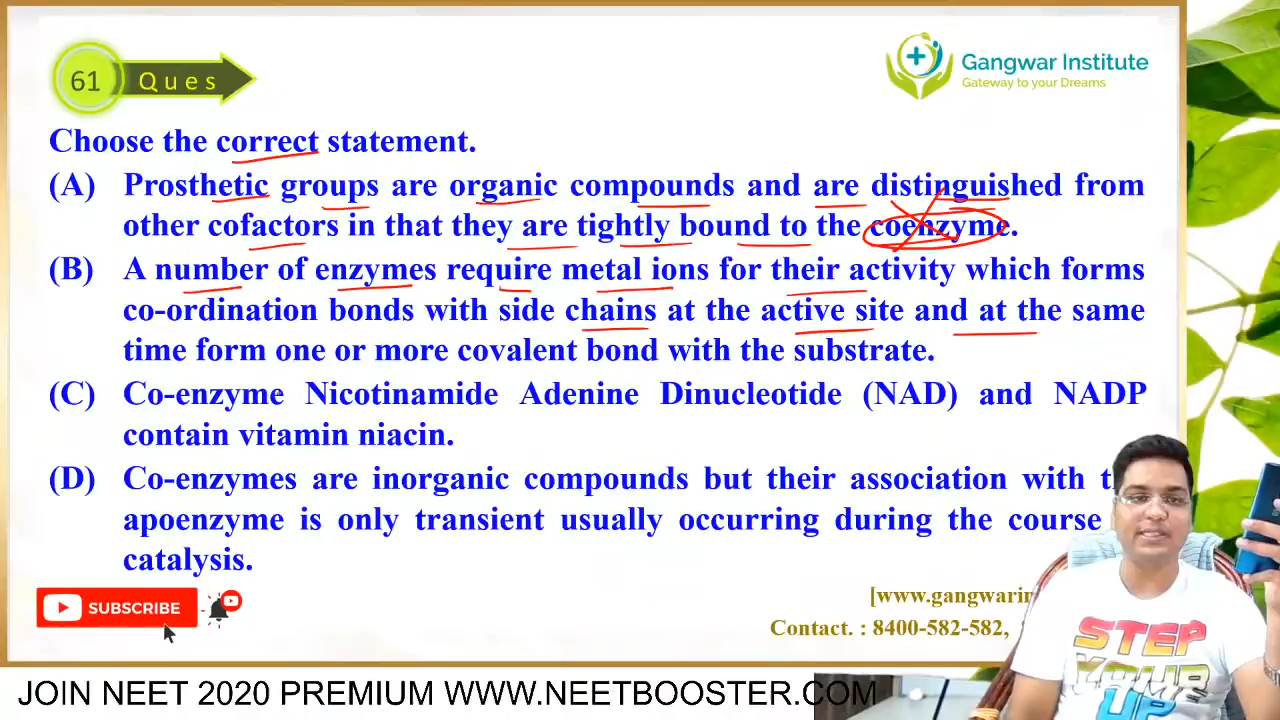 61 Ques
Gangwar Institute
Gateway to your Dreams
Choose the correct statement.
(A) Prosthetic groups are organic compounds and are distinguished from
other cofactors in that they are tightly bound to the coenzyme.
(B) A number of enzymes require metal ions for their activity which forms
co-ordination bonds with side chains at the active site and at the same
time form one or more covalent bond with the substrate.
(C) Co-enzyme Nicotinamide Adenine Dinucleotide (NAD) and NADP
contain vitamin niacin.
(D) Co-enzymes are inorganic compounds but their association with
apoenzyme is only transient usually occurring during the course
catalysis.
SUBSCRIBE
[www.gangwarin
Contact. : 8400-582-582,
STEP
YOUR
UP
JOIN NEET 2020 PREMIUM WWW.NEETBOOSTER.COM